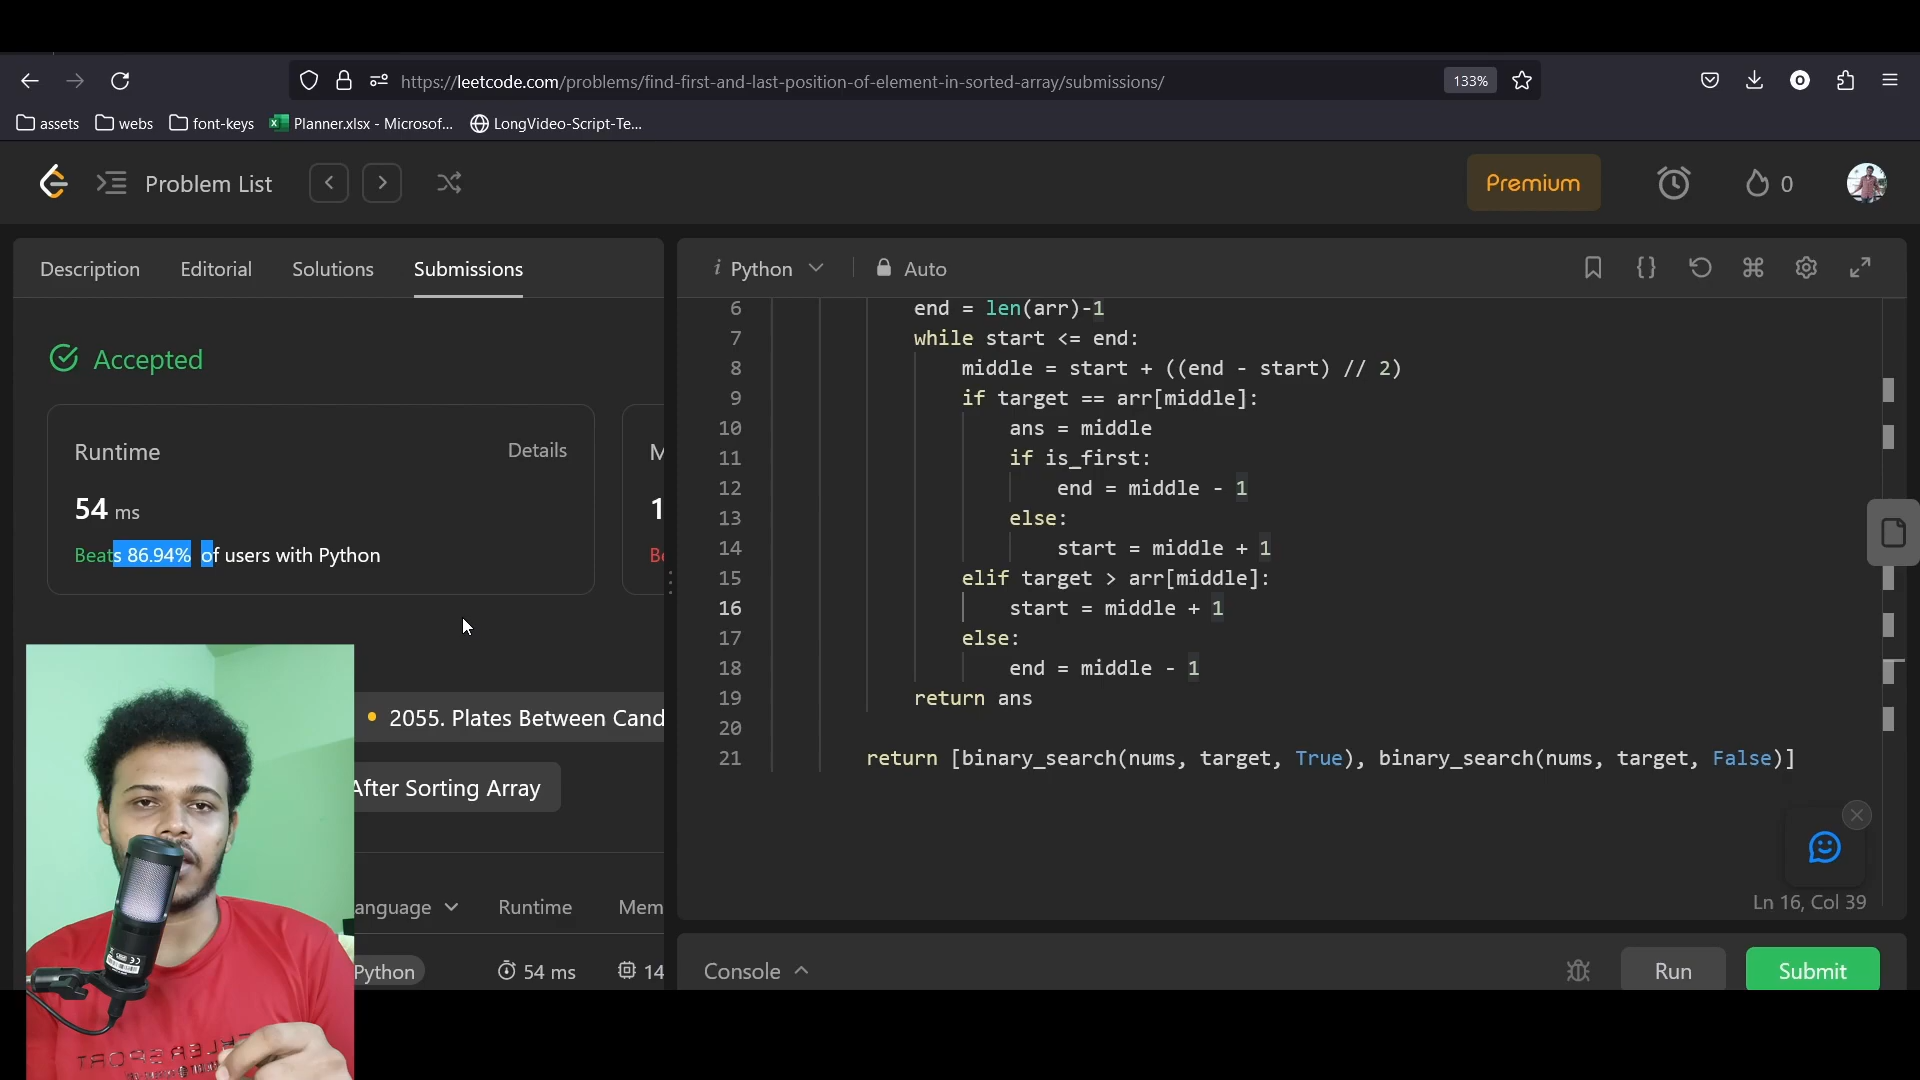 https://leetcode.com/problems/find-first-and-last-position-of-element-in-sorted-array/submissions/
133%
assets
webs
font-keys
Planner.xlsx - Microsof...
LongVideo-Script-Te...
Problem List
Premium
0
Description
Editorial
Solutions
Submissions
Accepted
Runtime
Details
54 ms
Beats 86.94% of users with Python
M
1
Be
2055. Plates Between Cand
After Sorting Array
anguage
Runtime
Mem
Python
54 ms
14
Python
Auto
6 end = len(arr)-1
7 while start <= end:
8 middle = start + ((end - start) // 2)
9 if target == arr[middle]:
10 ans = middle
11 if is_first:
12 end = middle - 1
13 else:
14 start = middle + 1
15 elif target > arr[middle]:
16 start = middle + 1
17 else:
18 end = middle - 1
19 return ans
20
21 return [binary_search(nums, target, True), binary_search(nums, target, False)]
Ln 16, Col 39
Console
Run
Submit